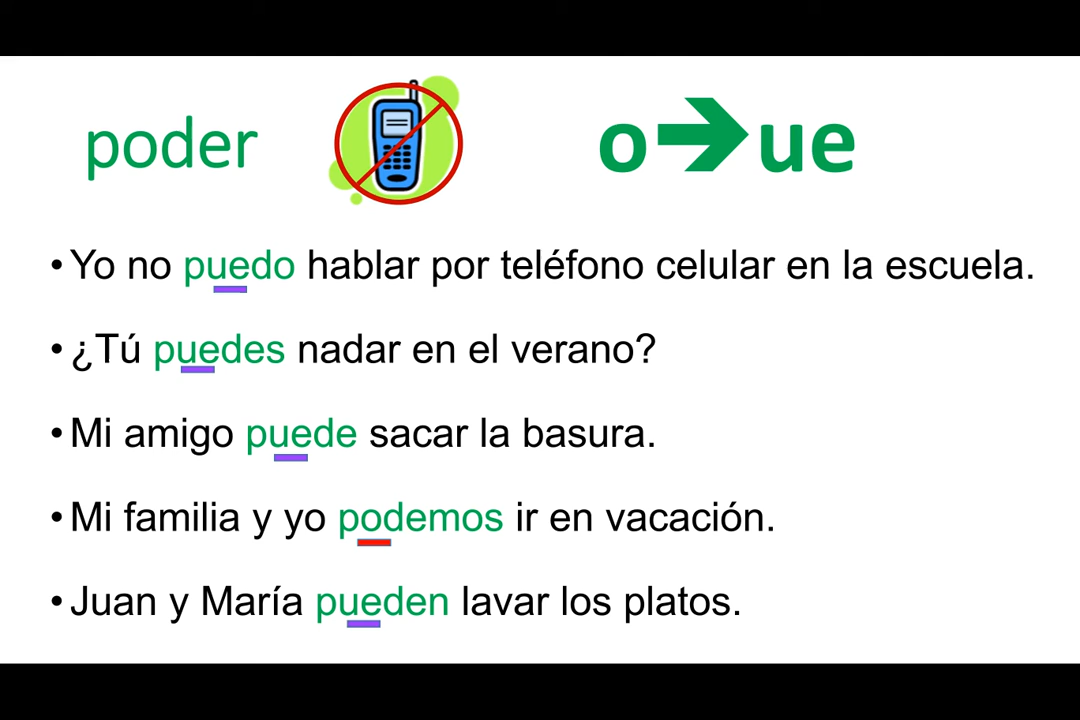 poder o➔ue
•Yo no puedo hablar por teléfono celular en la escuela.
•¿Tú puedes nadar en el verano?
•Mi amigo puede sacar la basura.
•Mi familia y yo podemos ir en vacación.
•Juan y María pueden lavar los platos.